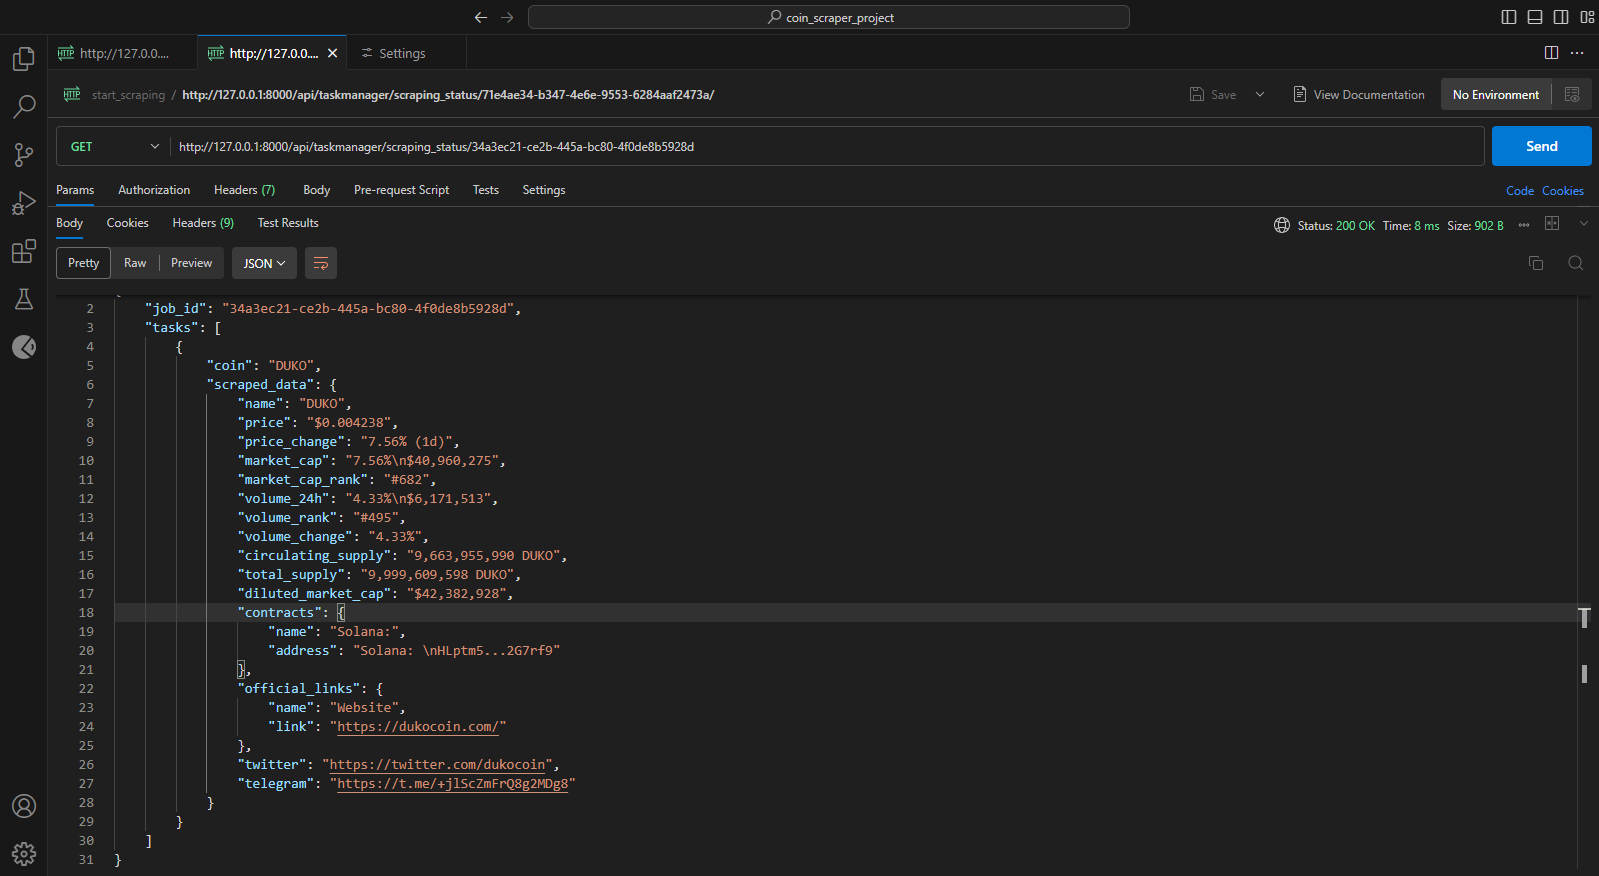 coin_scraper_project
HTTP http://127.0.0....
HTTP http://127.0.0....
Settings
HTTP start_scraping / http://127.0.0.1:8000/api/taskmanager/scraping_status/71e4ae34-b347-4e6e-9553-6284aaf2473a/
Save
View Documentation
No Environment
GET
http://127.0.0.1:8000/api/taskmanager/scraping_status/34a3ec21-ce2b-445a-bc80-4f0de8b5928d
Send
Params Authorization Headers (7) Body Pre-request Script Tests Settings
Code Cookies
Body Cookies Headers (9) Test Results
Status: 200 OK Time: 8 ms Size: 902 B
Pretty Raw Preview JSON
2 "job_id": "34a3ec21-ce2b-445a-bc80-4f0de8b5928d",
3 "tasks": [
4 {
5 "coin": "DUKO",
6 "scraped_data": {
7 "name": "DUKO",
8 "price": "$0.004238",
9 "price_change": "7.56% (1d)",
10 "market_cap": "7.56%\n$40,960,275",
11 "market_cap_rank": "#682",
12 "volume_24h": "4.33%\n$6,171,513",
13 "volume_rank": "#495",
14 "volume_change": "4.33%",
15 "circulating_supply": "9,663,955,990 DUKO",
16 "total_supply": "9,999,609,598 DUKO",
17 "diluted_market_cap": "$42,382,928",
18 "contracts": {
19 "name": "Solana:",
20 "address": "Solana: \nHLptm5...2G7rf9"
21 },
22 "official_links": {
23 "name": "Website",
24 "link": "https://dukocoin.com/"
25 },
26 "twitter": "https://twitter.com/dukocoin",
27 "telegram": "https://t.me/+jlScZmFrQ8g2MDg8"
28 }
29 }
30 ]
31 }